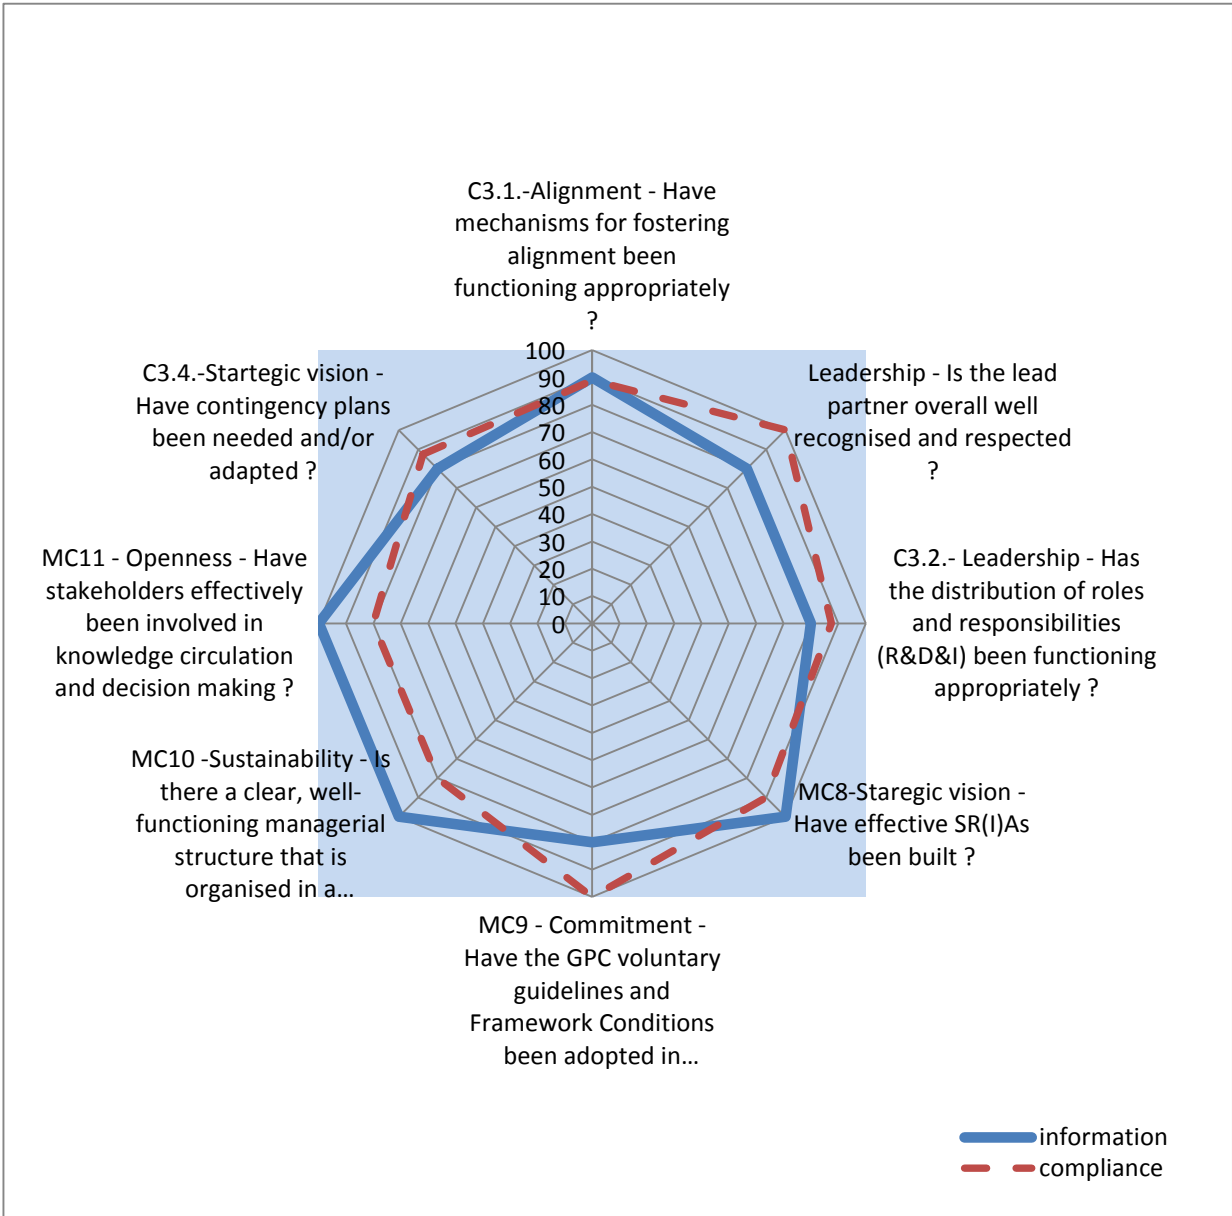 C3.1.-Alignment - Have
mechanisms for fostering
alignment been
functioning appropriately
?
Leadership - Is the lead
partner overall well
recognised and respected
?
C3.2.- Leadership - Has
the distribution of roles
and responsibilities
(R&D&I) been functioning
appropriately ?
MC8-Staregic vision -
Have effective SR(I)As
been built ?
MC9 - Commitment -
Have the GPC voluntary
guidelines and
Framework Conditions
been adopted in...
MC10 -Sustainability - Is
there a clear, well-
functioning managerial
structure that is
organised in a...
MC11 - Openness - Have
stakeholders effectively
been involved in
knowledge circulation
and decision making ?
C3.4.-Startegic vision -
Have contingency plans
been needed and/or
adapted ?
100
90
80
70
60
50
40
30
20
10
0
information
compliance